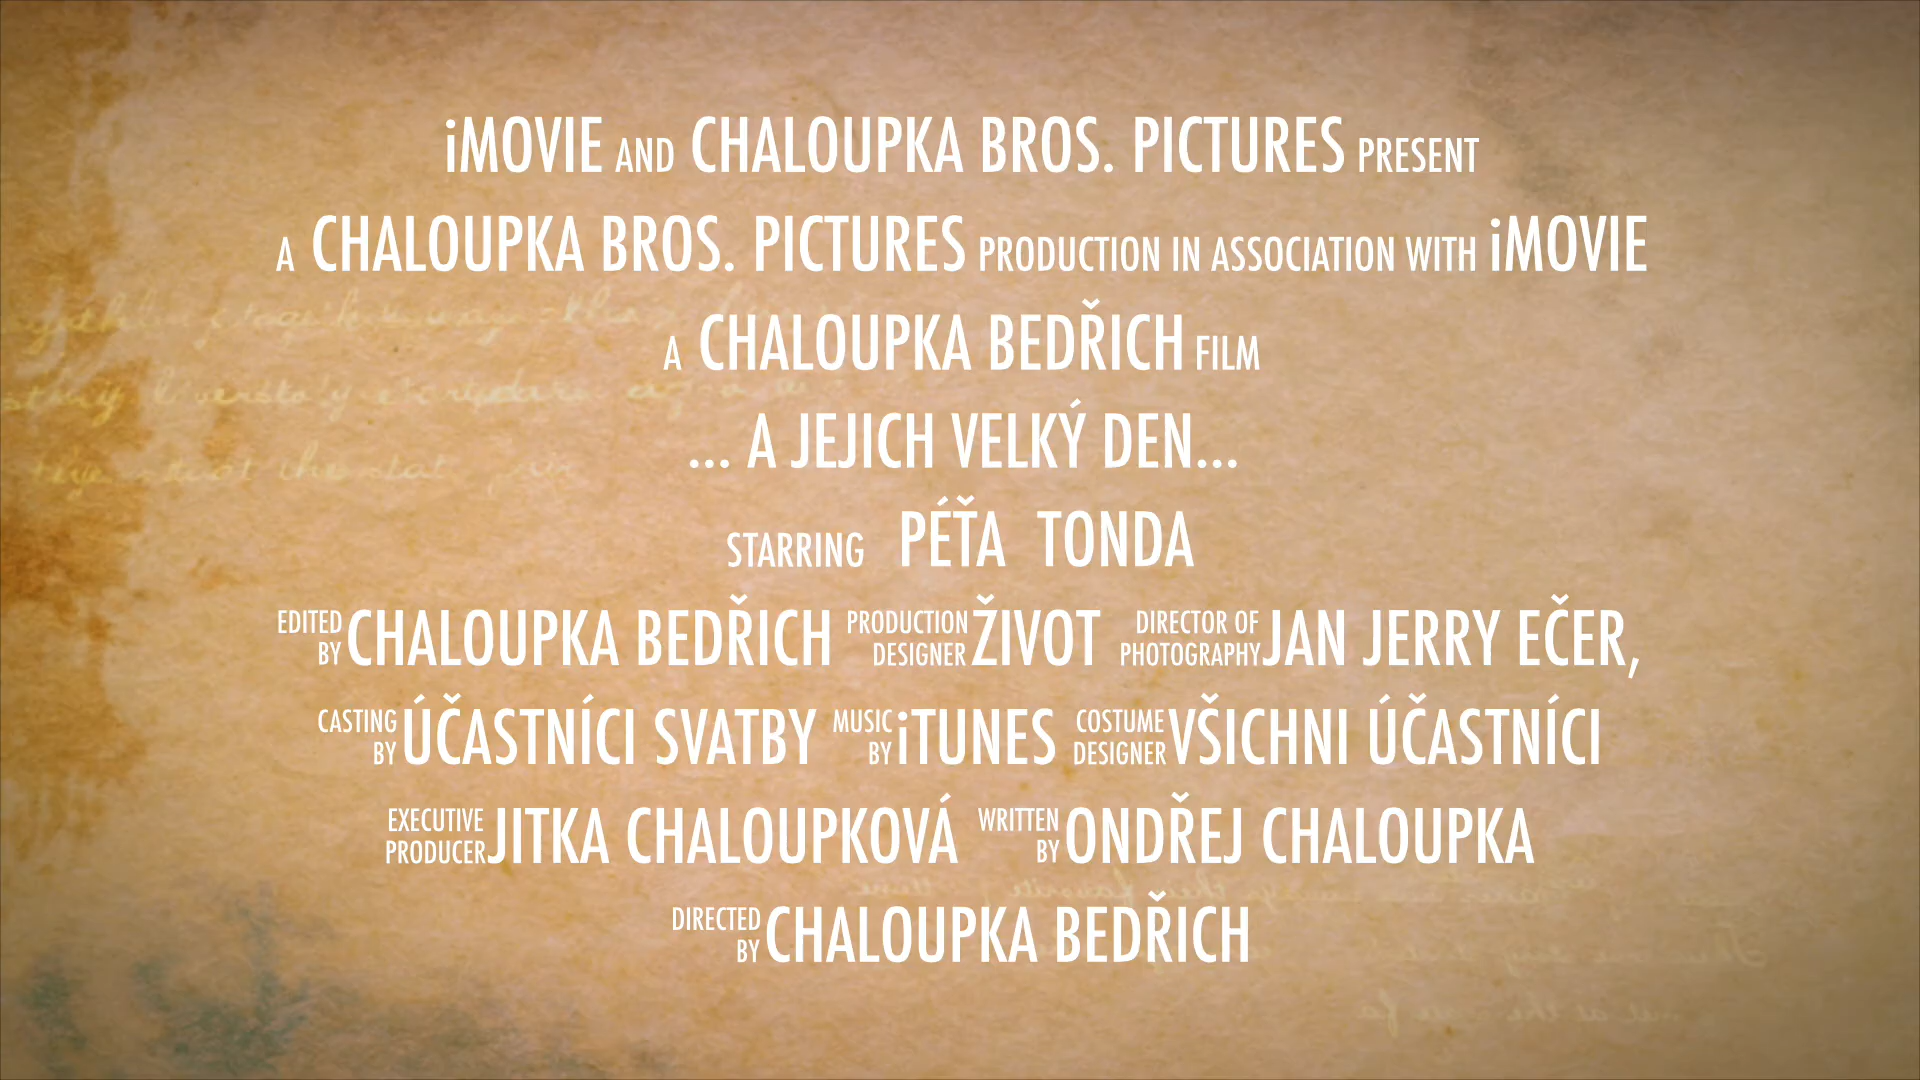 iMOVIE AND CHALOUPKA BROS. PICTURES PRESENT
A CHALOUPKA BROS. PICTURES PRODUCTION IN ASSOCIATION WITH iMOVIE
A CHALOUPKA BEDŘICH FILM
... A JEJICH VELKÝ DEN...
STARRING PÉŤA TONDA
EDITED BY CHALOUPKA BEDŘICH PRODUCTION DESIGNER ŽIVOT DIRECTOR OF PHOTOGRAPHY JAN JERRY EČER,
CASTING BY ÚČASTNÍCI SVATBY MUSIC BY iTUNES COSTUME DESIGNER VŠICHNI ÚČASTNÍCI
EXECUTIVE PRODUCER JITKA CHALOUPKOVÁ WRITTEN BY ONDŘEJ CHALOUPKA
DIRECTED BY CHALOUPKA BEDŘICH